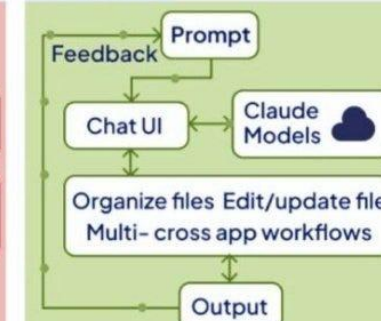 Prompt
Feedback
Chat UI
Claude
Models
Organize files Edit/update file
Multi- cross app workflows
Output